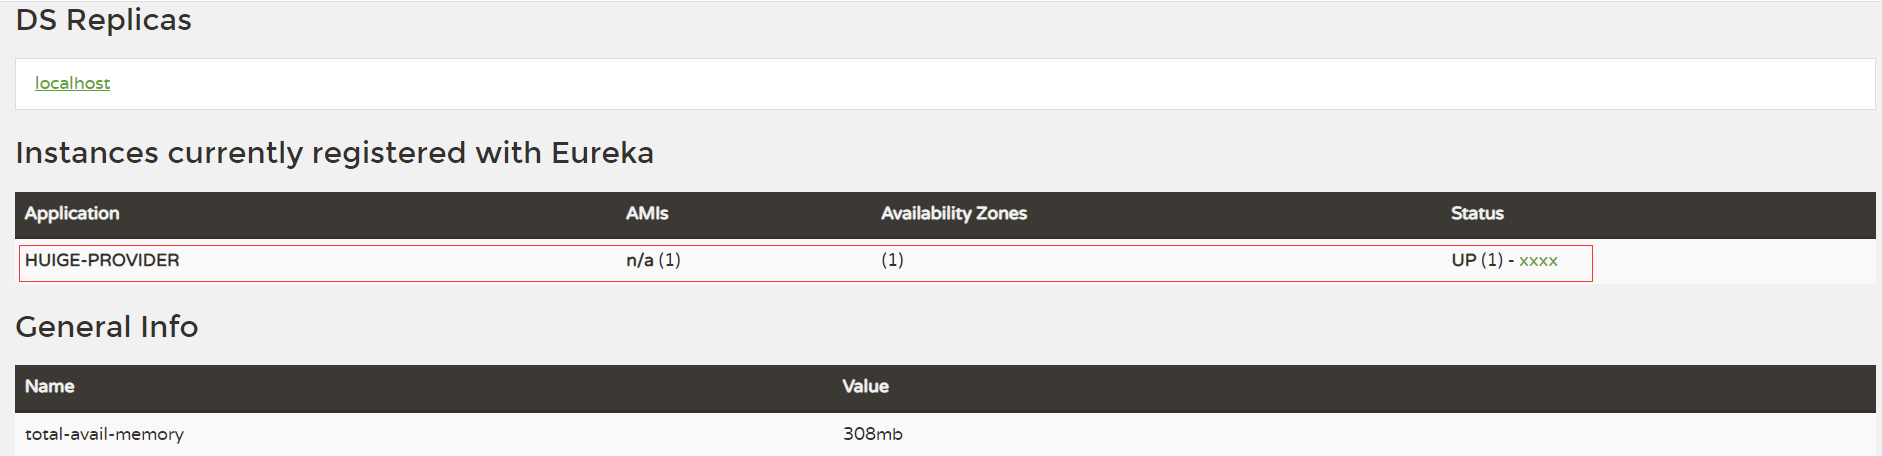 DS Replicas
localhost
Instances currently registered with Eureka
Application AMIs Availability Zones Status
HUIGE-PROVIDER n/a (1) (1) UP (1) - xxxx
General Info
Name Value
total-avail-memory 308mb